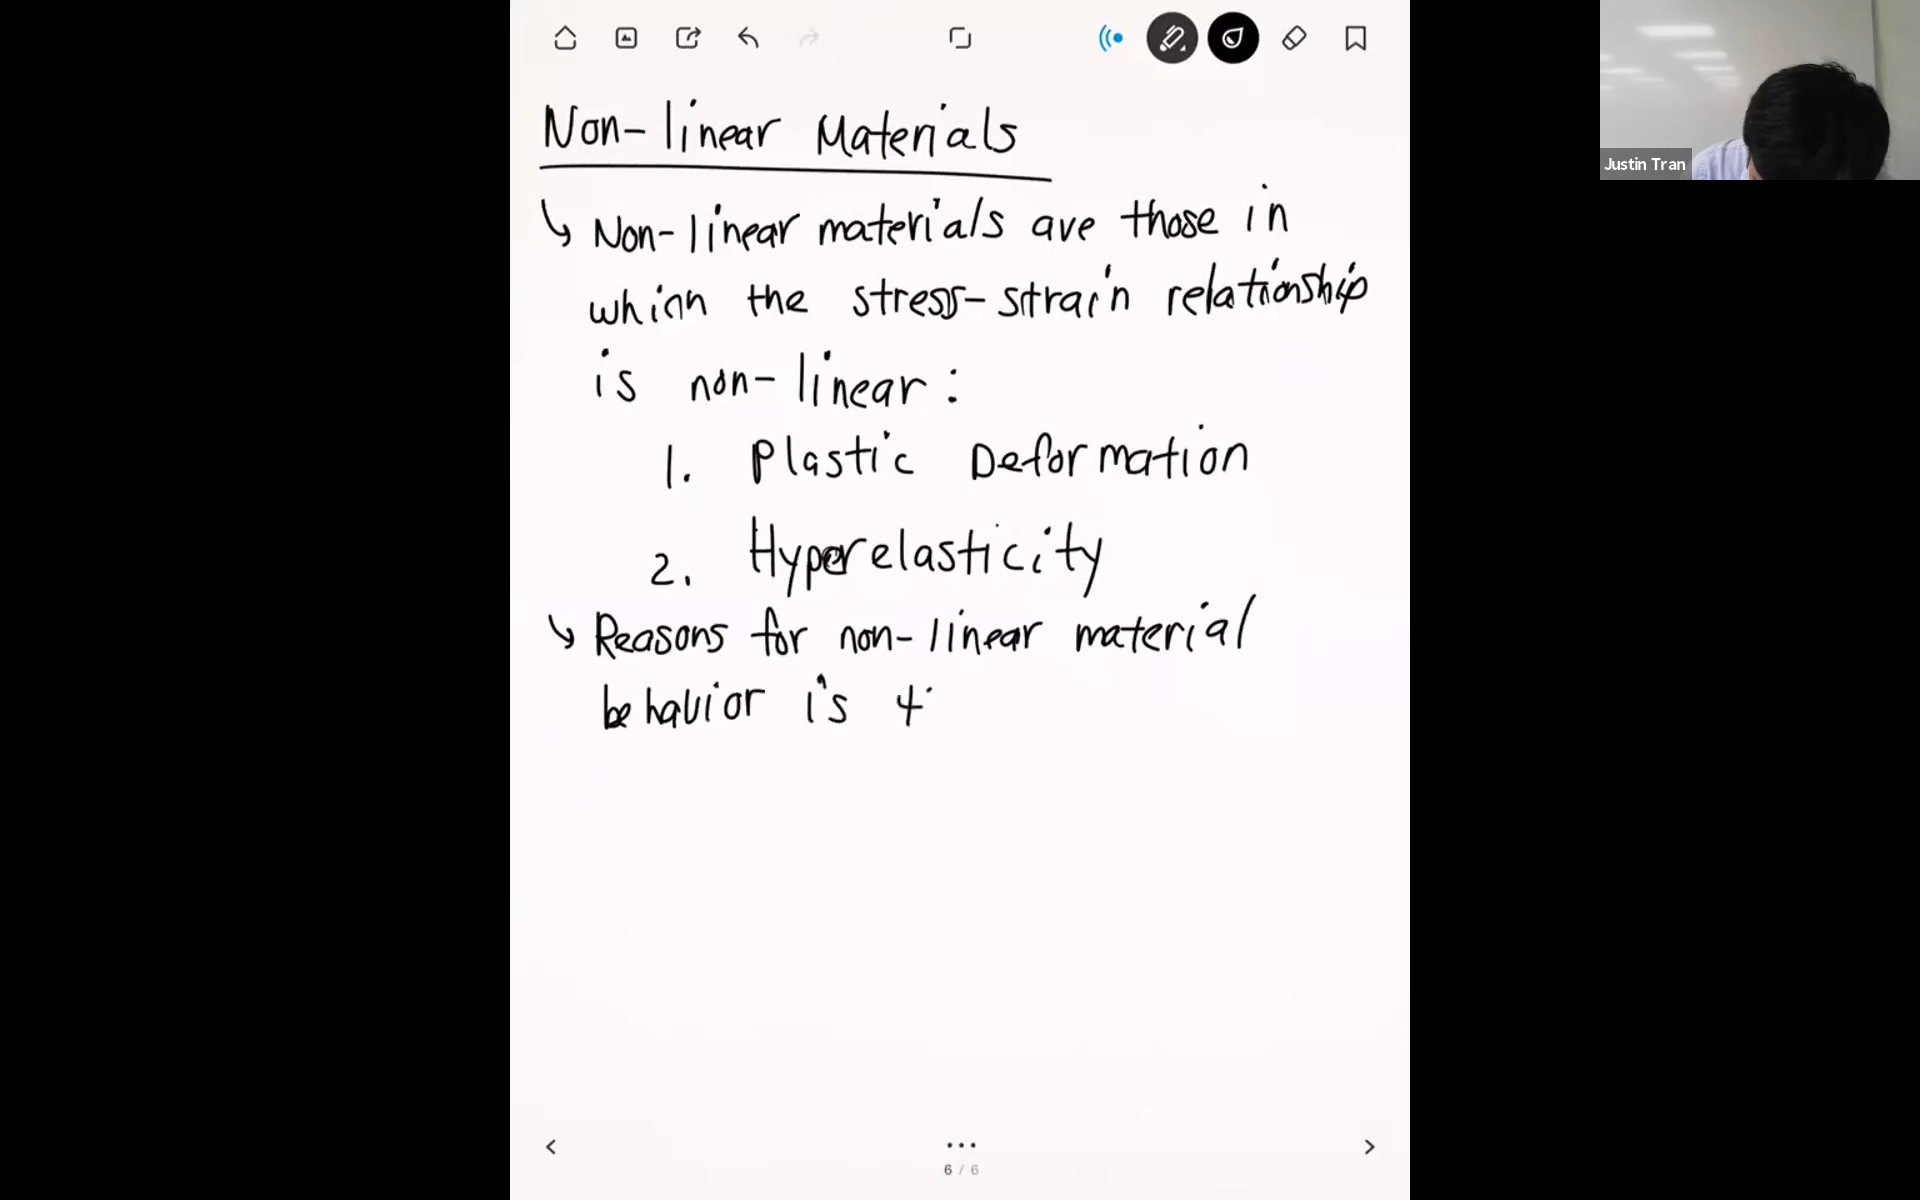 Non-linear Materials
↳ Non-linear materials are those in
which the stress-strain relationship
is non-linear:
1. Plastic Deformation
2. Hyperelasticity
↳ Reasons for non-linear material
behavior is
6 / 6
Justin Tran